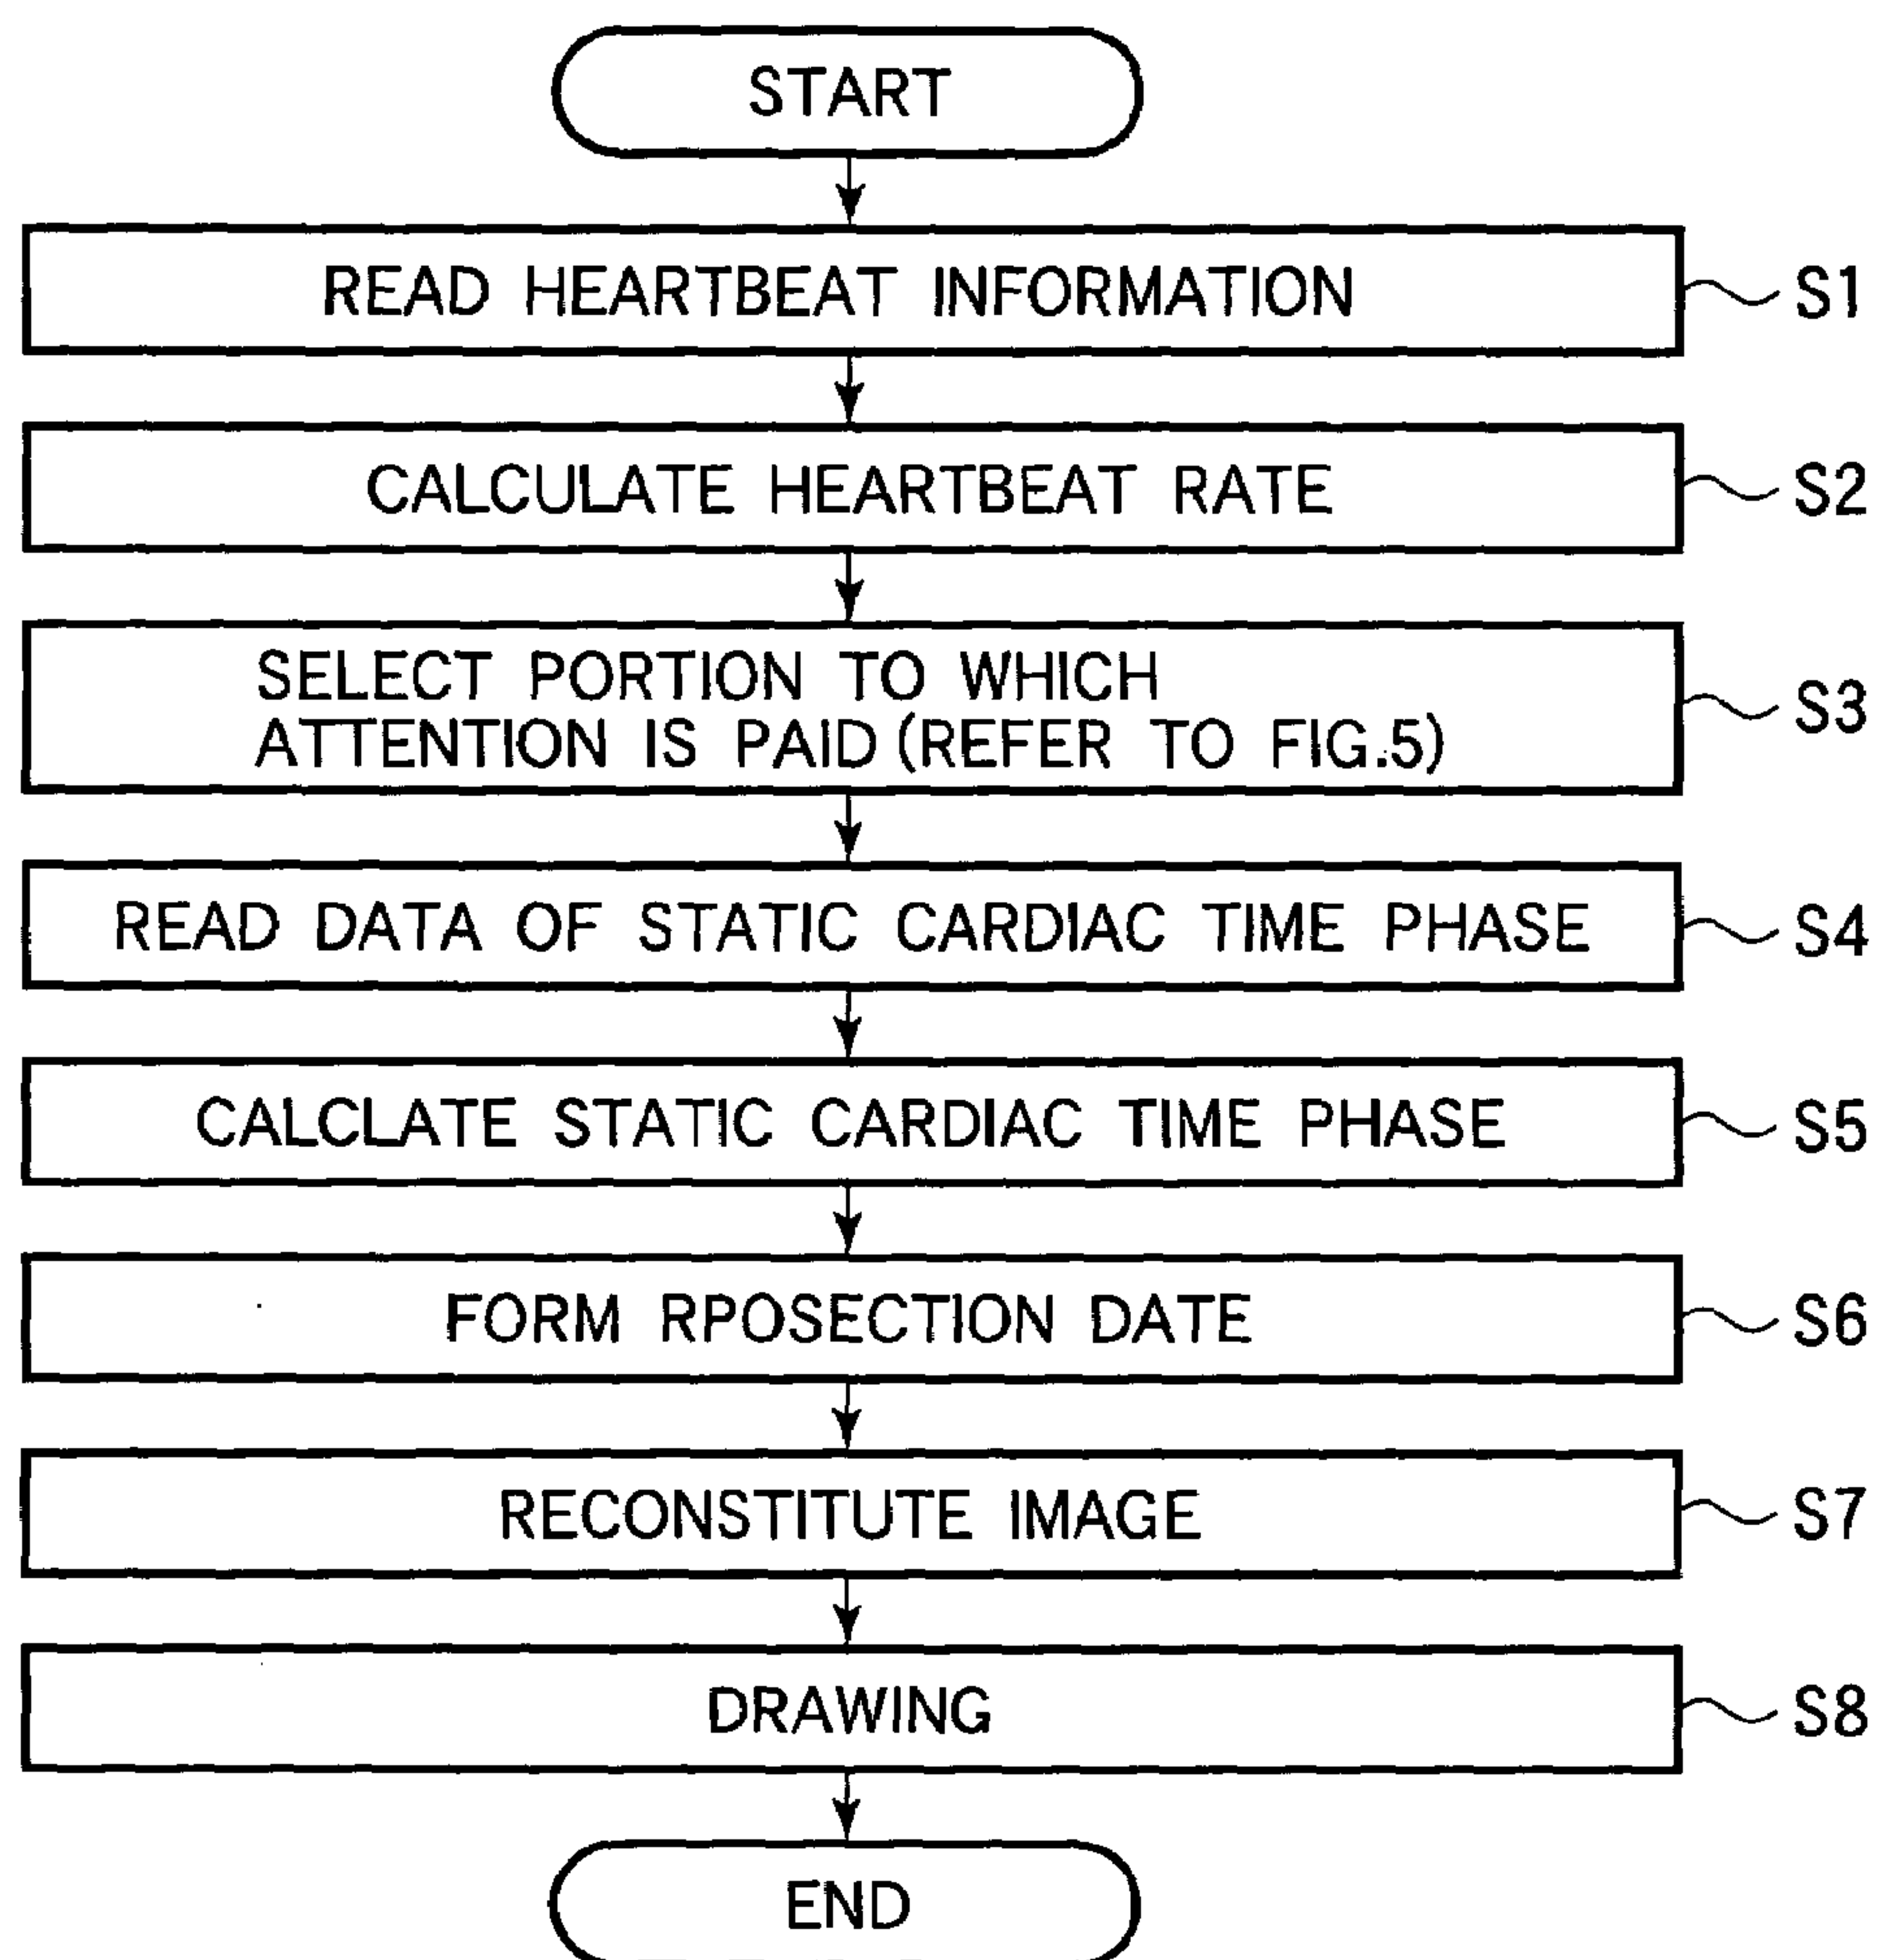 START
READ HEARTBEAT INFORMATION
S1
CALCULATE HEARTBEAT RATE
S2
SELECT PORTION TO WHICH
ATTENTION IS PAID (REFER TO FIG.5)
S3
READ DATA OF STATIC CARDIAC TIME PHASE
S4
CALCLATE STATIC CARDIAC TIME PHASE
S5
FORM RPOSECTION DATE
S6
RECONSTITUTE IMAGE
S7
DRAWING
S8
END